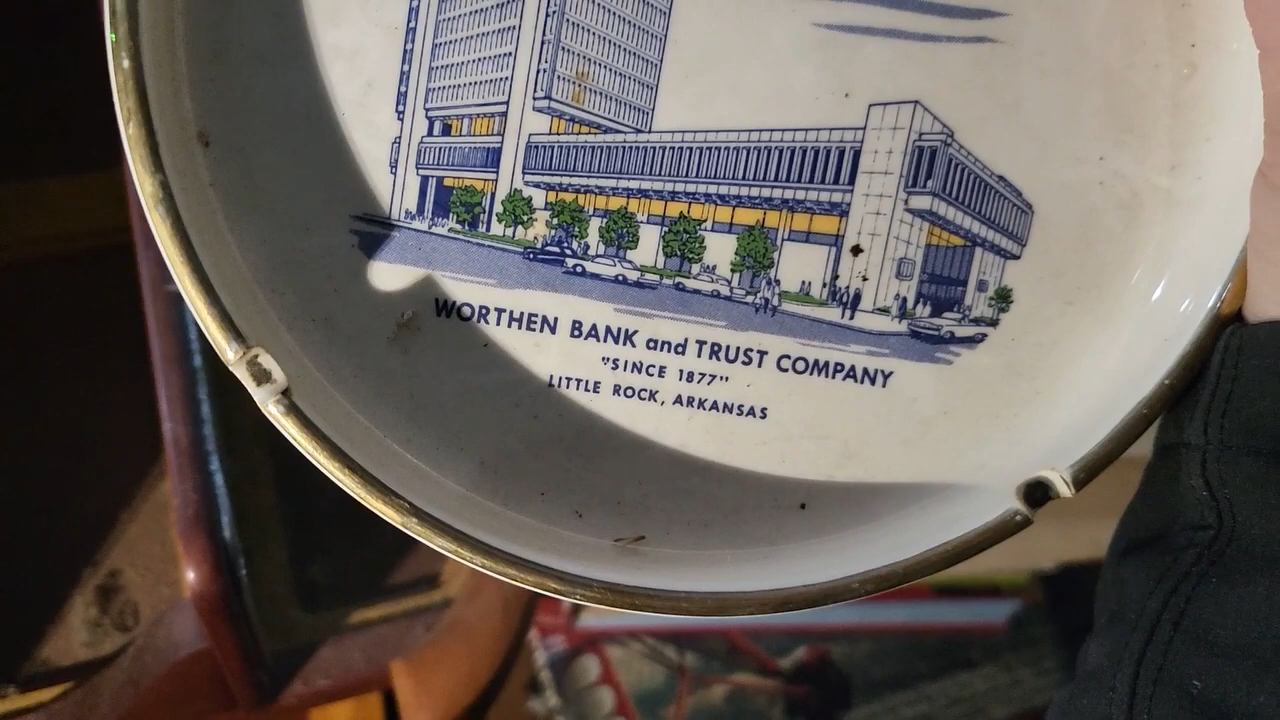 WORTHEN BANK and TRUST COMPANY
"SINCE 1877"
LITTLE ROCK, ARKANSAS